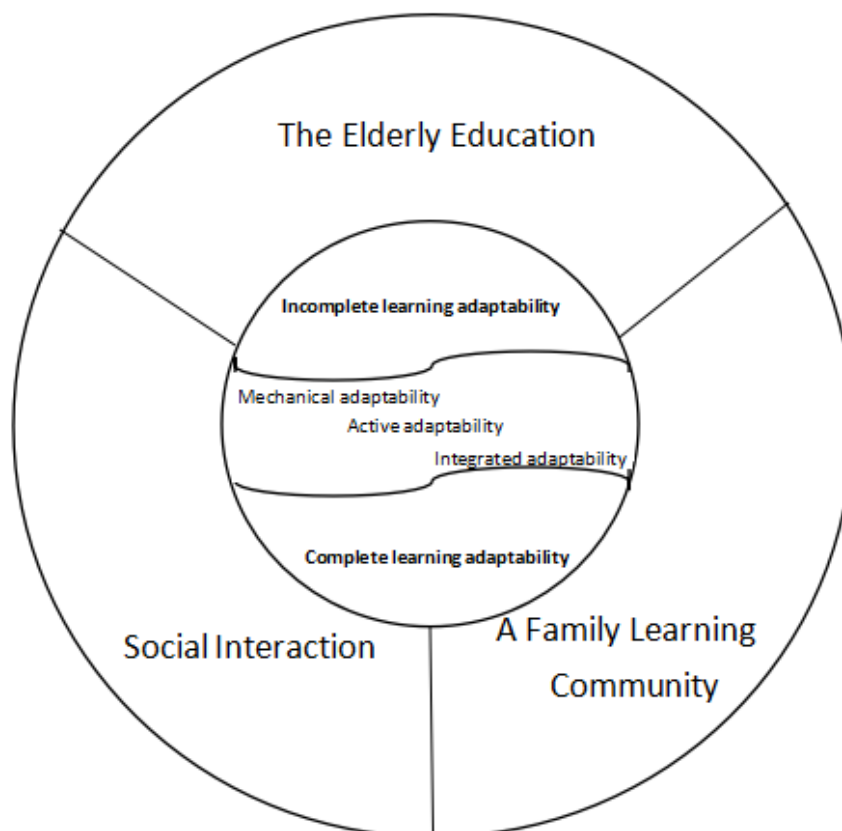 The Elderly Education
Incomplete learning adaptability
Mechanical adaptability
Active adaptability
Integrated adaptability
Complete learning adaptability
Social Interaction
A Family Learning
Community